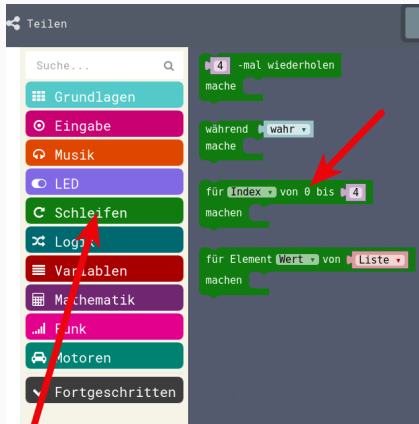 Teilen
Suche...
Grundlagen
Eingabe
Musik
LED
Schleifen
Logik
Variablen
Mathematik
Funk
Motoren
Fortgeschritten
4 -mal wiederholen
mache
während wahr
mache
für Index von 0 bis 4
machen
für Element Wert von Liste
machen